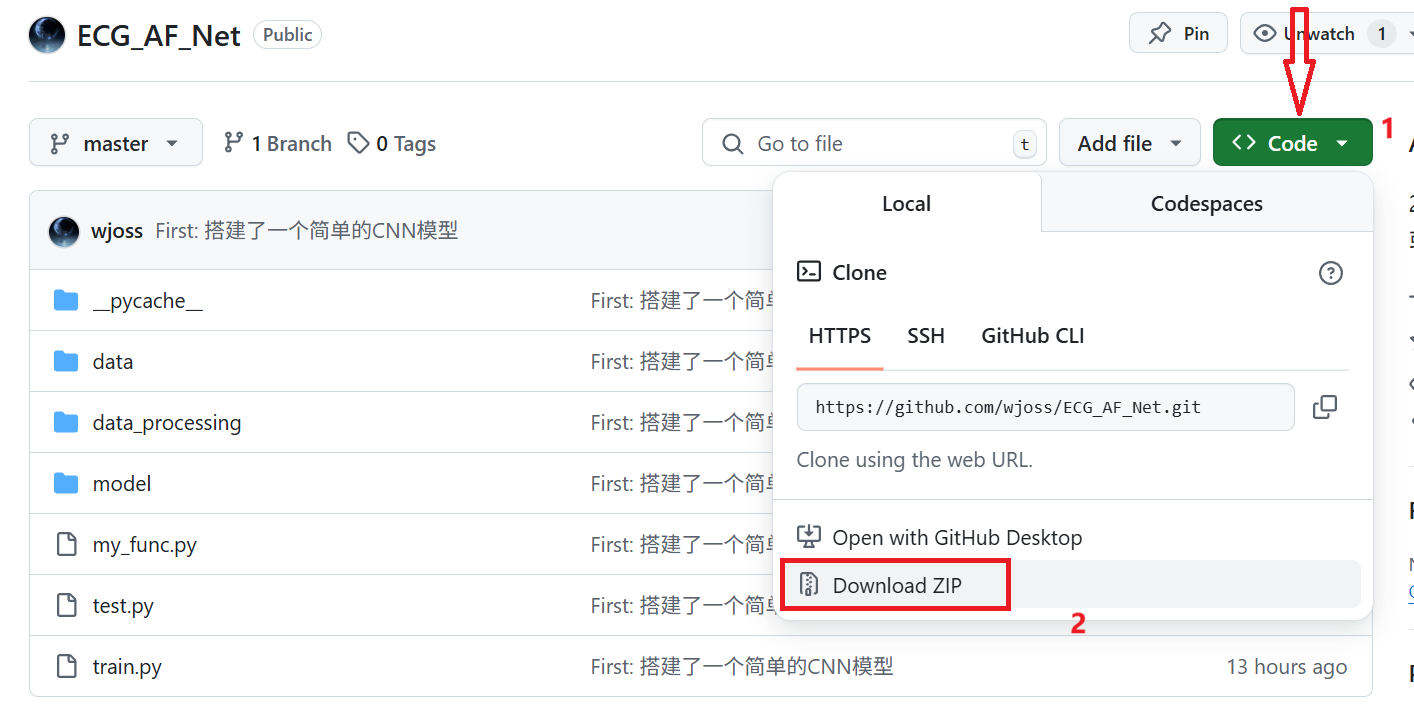 ECG_AF_Net Public Pin Unwatch 1
master 1 Branch 0 Tags Go to file t Add file <> Code 1
Local Codespaces
wjoss First: 搭建了一个简单的CNN模型
Clone
__pycache__ First: 搭建了一个简
HTTPS SSH GitHub CLI
data First: 搭建了一个简
https://github.com/wjoss/ECG_AF_Net.git
data_processing First: 搭建了一个简
Clone using the web URL.
model First: 搭建了一个简
Open with GitHub Desktop
my_func.py First: 搭建了一个简
Download ZIP
test.py First: 搭建了一个简
2
train.py First: 搭建了一个简单的CNN模型 13 hours ago